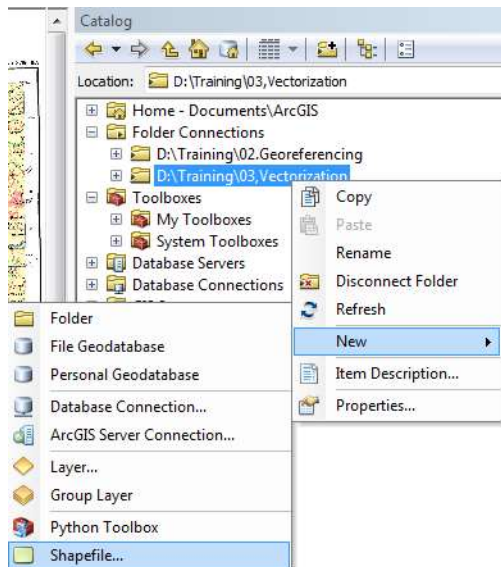 Catalog
Location: D:\Training\03,Vectorization
Home - Documents\ArcGIS
Folder Connections
D:\Training\02.Georeferencing
D:\Training\03,Vectorization
Toolboxes
My Toolboxes
System Toolboxes
Database Servers
Database Connections
Copy
Paste
Rename
Disconnect Folder
Refresh
New
Item Description...
Properties...
Folder
File Geodatabase
Personal Geodatabase
Database Connection...
ArcGIS Server Connection...
Layer...
Group Layer
Python Toolbox
Shapefile...